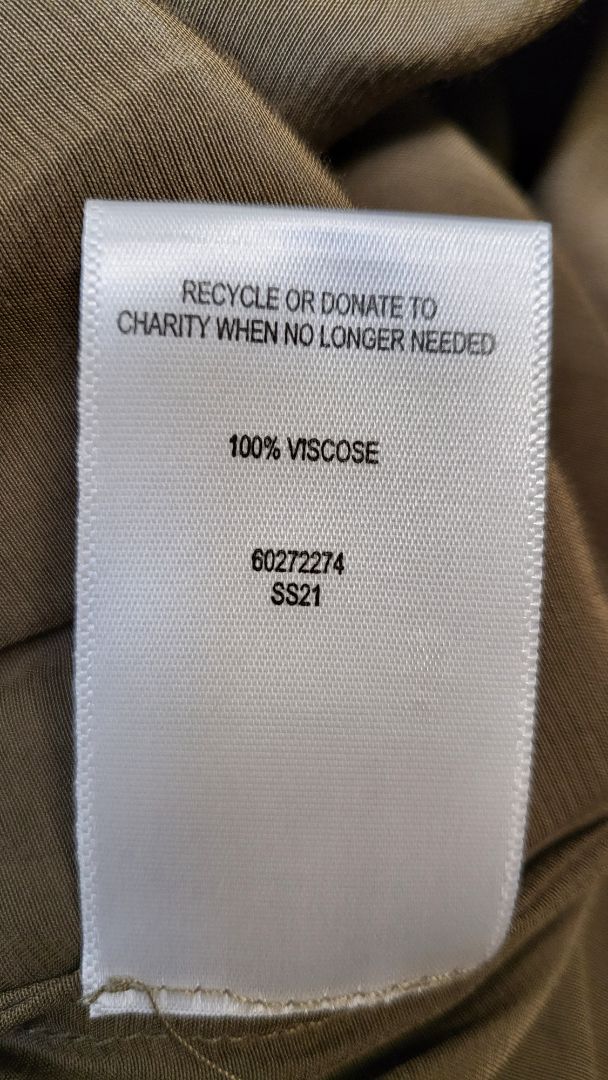 RECYCLE OR DONATE TO
CHARITY WHEN NO LONGER NEEDED
100% VISCOSE
60272274
SS21